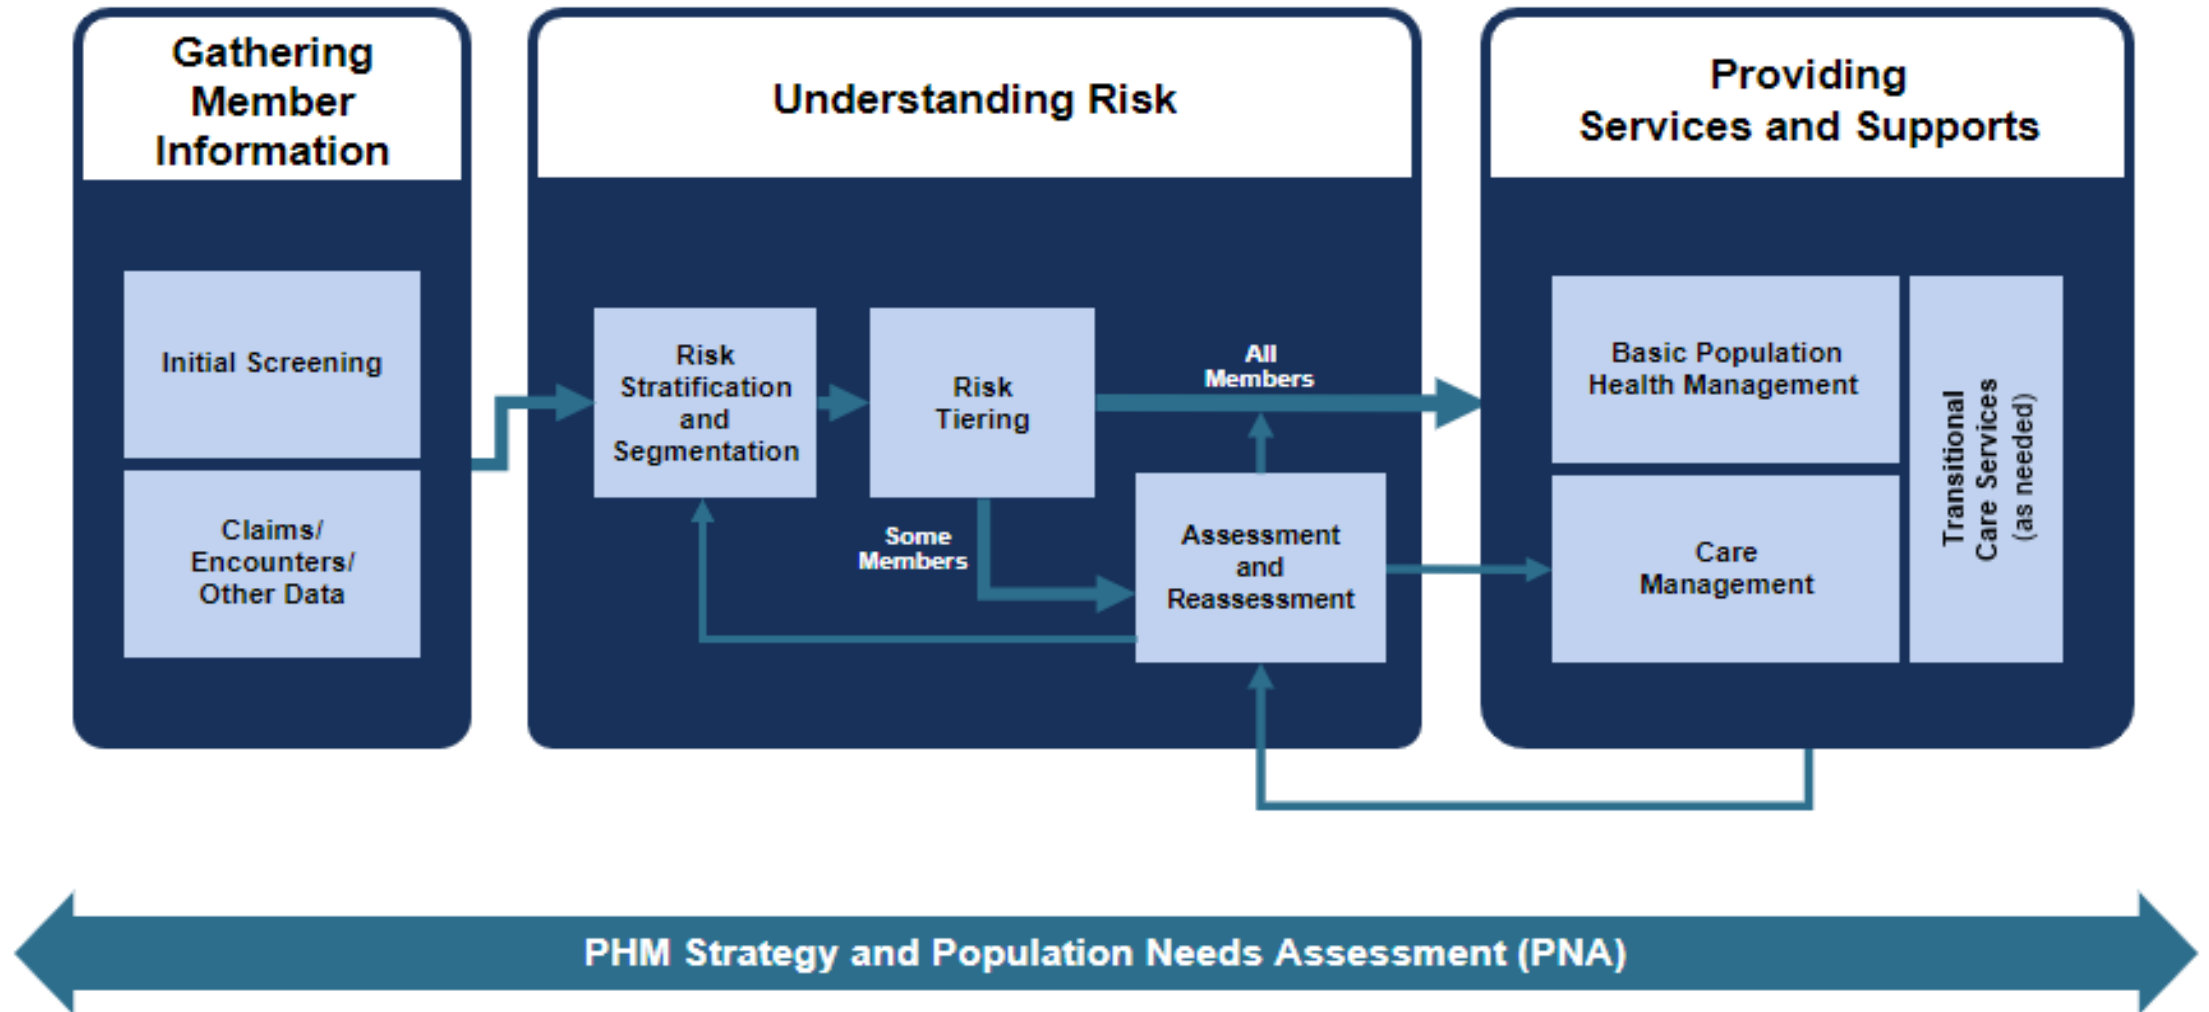 Gathering
Member
Information
Initial Screening
Claims/
Encounters/
Other Data
Understanding Risk
Risk
Stratification
and
Segmentation
Risk
Tiering
All
Members
Some
Members
Assessment
and
Reassessment
Providing
Services and Supports
Basic Population
Health Management
Care
Management
Transitional
Care Services
(as needed)
PHM Strategy and Population Needs Assessment (PNA)